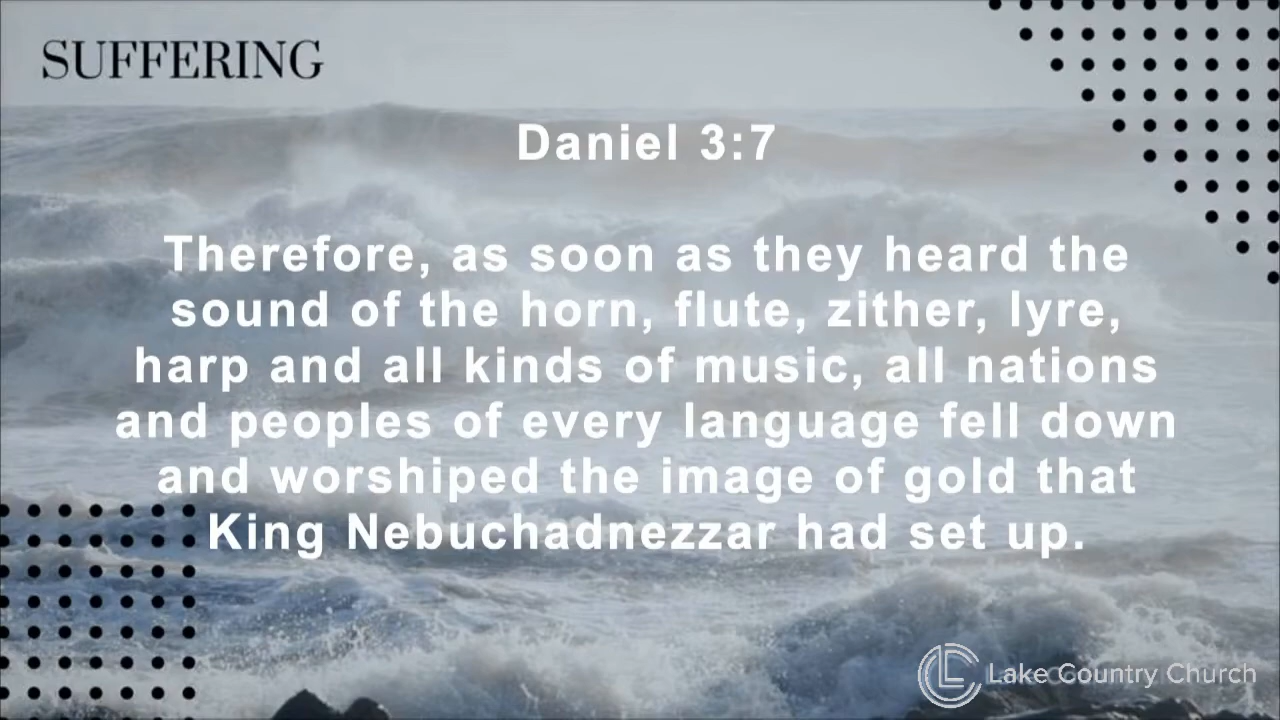 SUFFERING
Daniel 3:7
Therefore, as soon as they heard the
sound of the horn, flute, zither, lyre,
harp and all kinds of music, all nations
and peoples of every language fell down
and worshiped the image of gold that
King Nebuchadnezzar had set up.
Lake Country Church